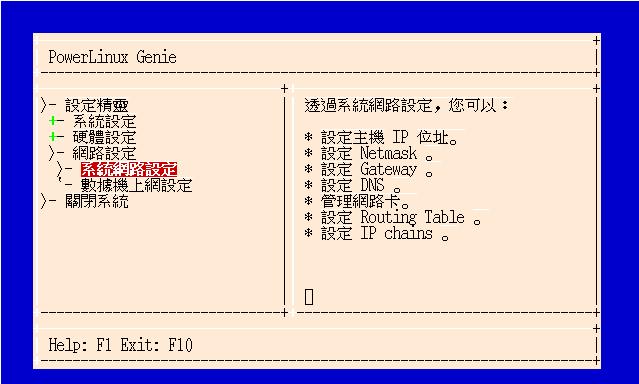 PowerLinux Genie
設定精靈
系統設定
硬體設定
網路設定
系統網路設定
數據機上網設定
關閉系統
透過系統網路設定，您可以：
* 設定主機 IP 位址。
* 設定 Netmask 。
* 設定 Gateway 。
* 設定 DNS 。
* 管理網路卡。
* 設定 Routing Table 。
* 設定 IP chains 。
Help: F1 Exit: F10